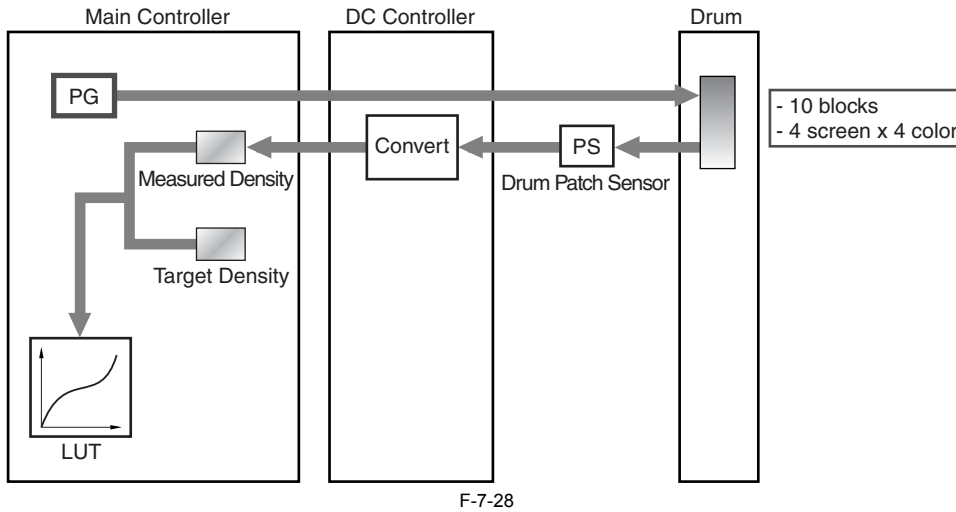 Main Controller
DC Controller
Drum
PG
- 10 blocks
- 4 screen x 4 color
Convert
PS
Measured Density
Drum Patch Sensor
Target Density
LUT
F-7-28